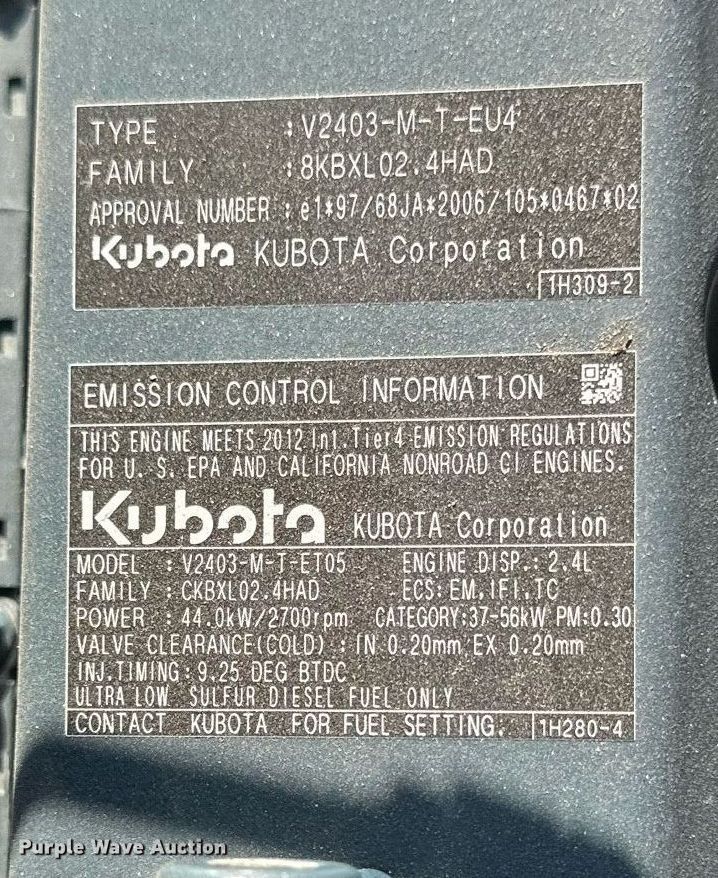 TYPE : V2403-M-T-EU4
FAMILY : 8KBXL02.4HAD
APPROVAL NUMBER : e1*97/68JA*2006/105*0467*02
Kubota KUBOTA Corporation
1H309-2
EMISSION CONTROL INFORMATION
THIS ENGINE MEETS 2012 Int.Tier4 EMISSION REGULATIONS
FOR U. S. EPA AND CALIFORNIA NONROAD CI ENGINES.
Kubota KUBOTA Corporation
MODEL : V2403-M-T-ET05 ENGINE DISP.: 2.4L
FAMILY : CKBXL02.4HAD ECS: EM,IFI,TC
POWER : 44.0kW/2700rpm CATEGORY:37-56kW PM:0.30
VALVE CLEARANCE(COLD) : IN 0.20mm EX 0.20mm
INJ.TIMING: 9.25 DEG BTDC
ULTRA LOW SULFUR DIESEL FUEL ONLY
CONTACT KUBOTA FOR FUEL SETTING. 1H280-4
Purple Wave Auction